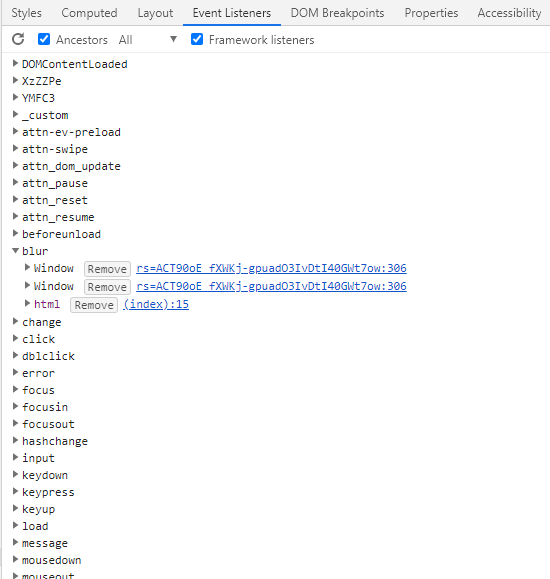 Styles Computed Layout Event Listeners DOM Breakpoints Properties Accessibility
Ancestors All Framework listeners
DOMContentLoaded
XzZZPe
YMFC3
_custom
attn-ev-preload
attn-swipe
attn_dom_update
attn_pause
attn_reset
attn_resume
beforeunload
blur
Window Remove rs=ACT90oE_fXWKj-gpuadO3IvDtI40GWt7ow:306
Window Remove rs=ACT90oE_fXWKj-gpuadO3IvDtI40GWt7ow:306
html Remove (index):15
change
click
dblclick
error
focus
focusin
focusout
hashchange
input
keydown
keypress
keyup
load
message
mousedown
mouseout